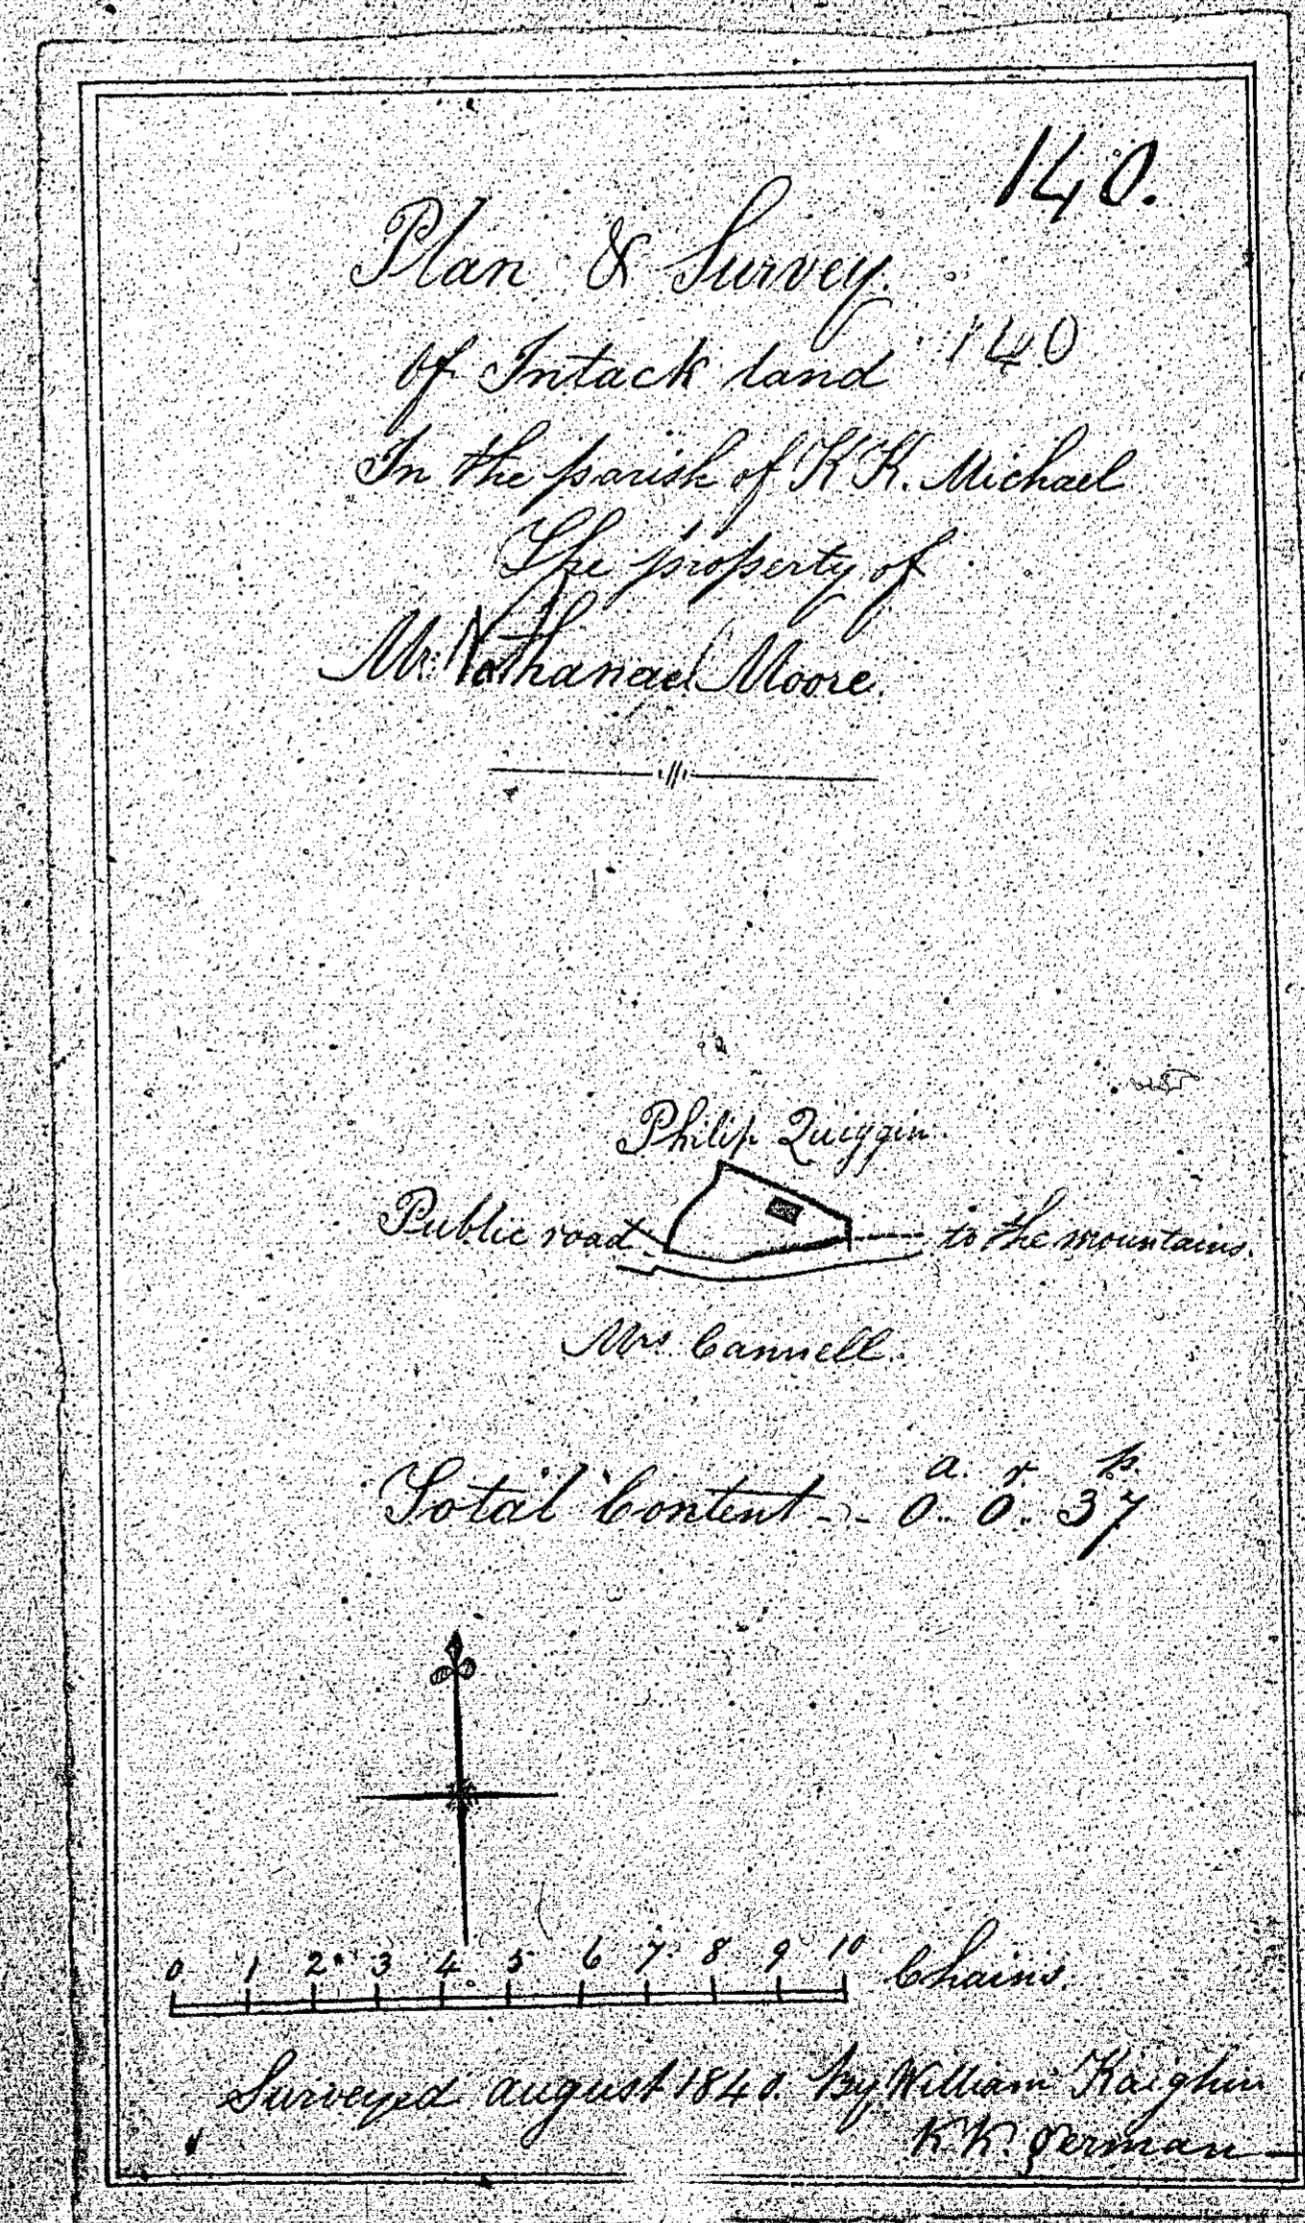 140.
Plan & Survey.
of Intack land 140
In the parish of K K. Michael
The property of
Mr. Nathanael Moore.
Philip Quiggin.
Public road to the mountains.
Mrs Cannell.
a. r p.
Total Content -- 0.. 0.. 37
0 1 2 3 4 5 6 7 8 9 10 Chains.
Surveyed august 1840. by William Kaighin
K K. German